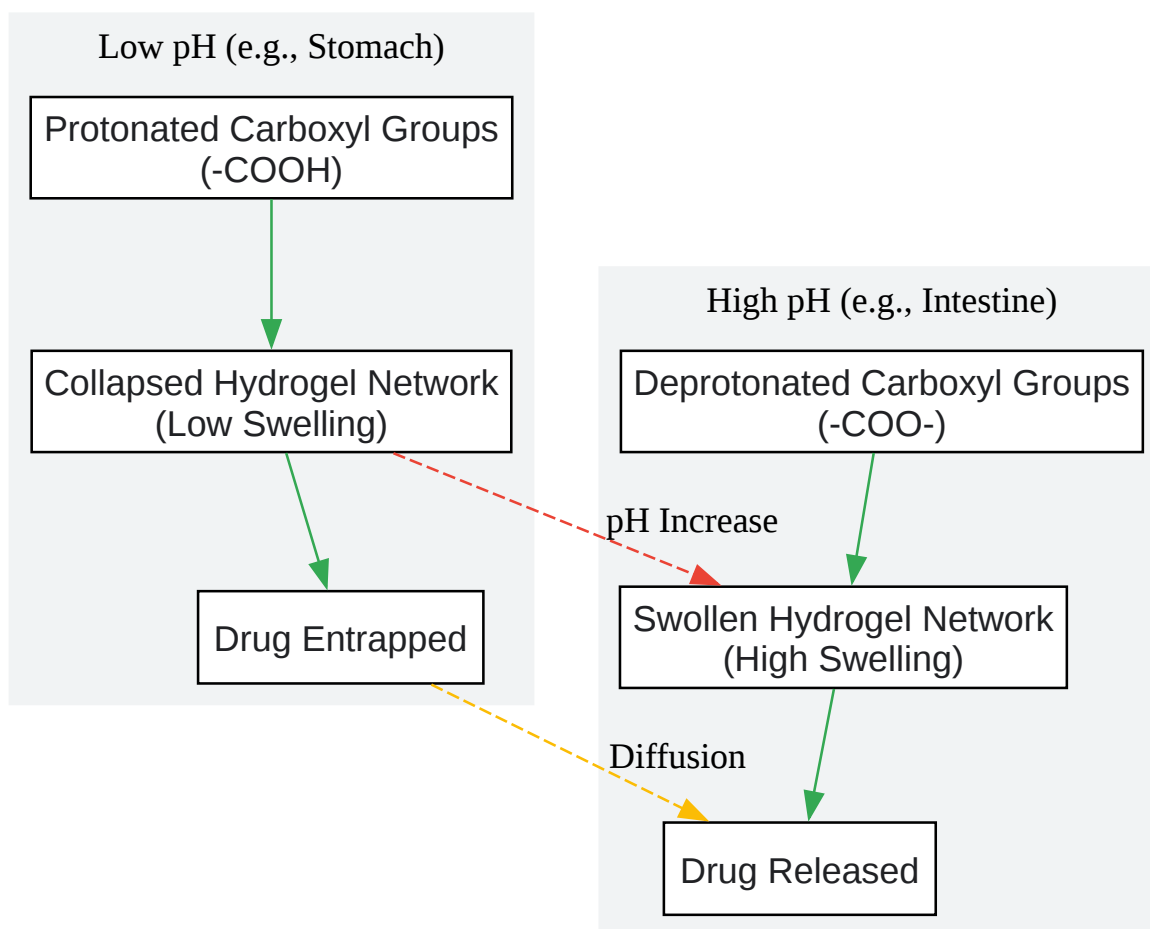 Low pH (e.g., Stomach)
Protonated Carboxyl Groups
(-COOH)
Collapsed Hydrogel Network
(Low Swelling)
Drug Entrapped
High pH (e.g., Intestine)
Deprotonated Carboxyl Groups
(-COO-)
pH Increase
Swollen Hydrogel Network
(High Swelling)
Diffusion
Drug Released